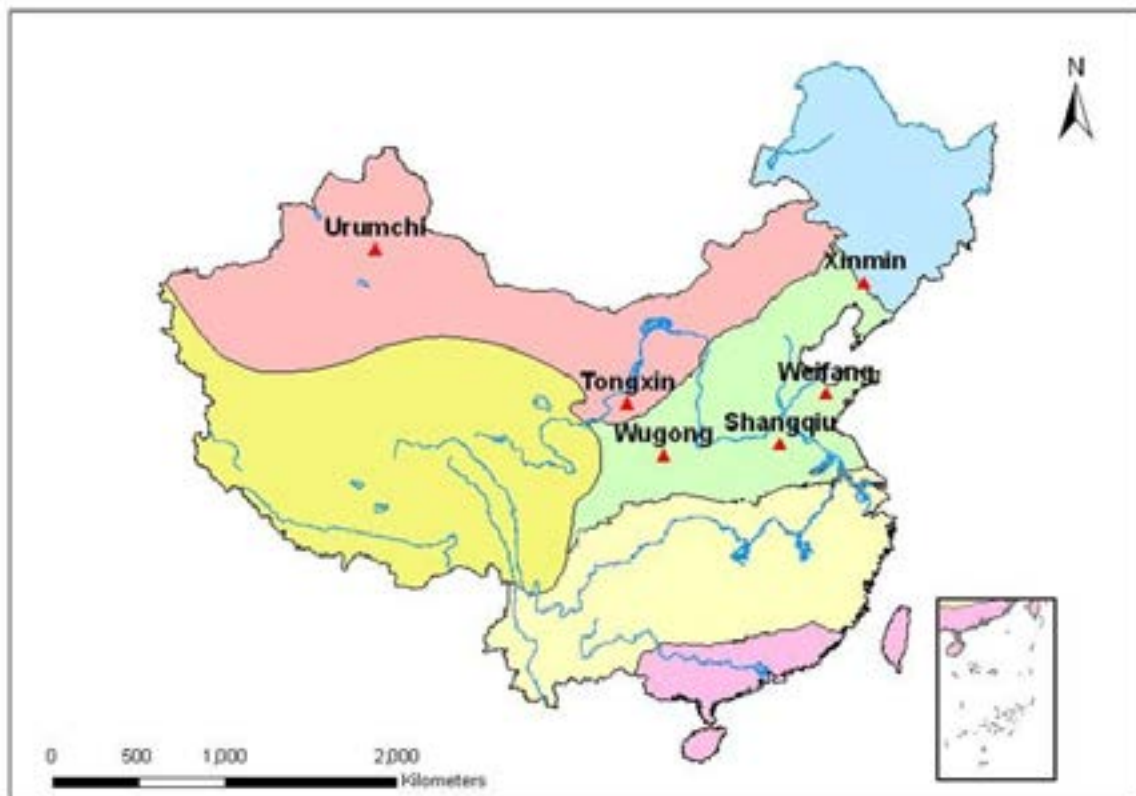 N
Urumchi
Xinmin
Weifang
Tongxin
Shangqiu
Wugong
0 500 1,000 2,000
Kilometers